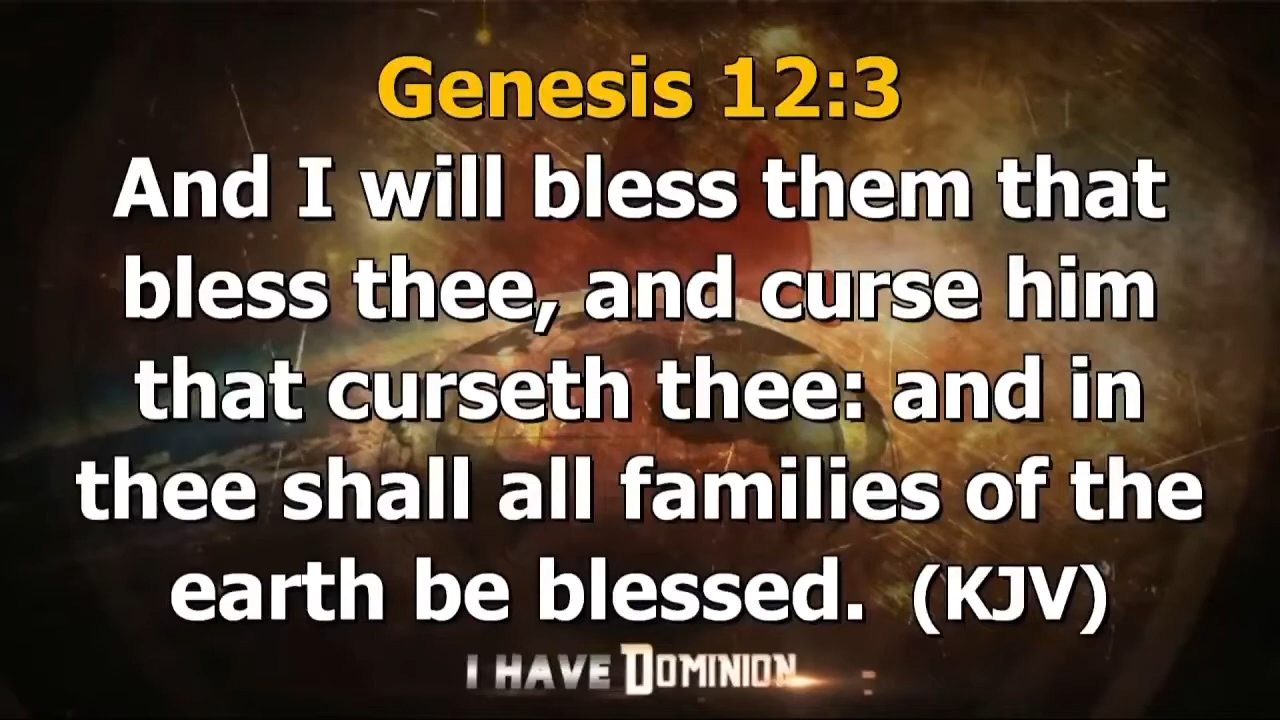 Genesis 12:3
And I will bless them that
bless thee, and curse him
that curseth thee: and in
thee shall all families of the
earth be blessed.  (KJV)
I HAVE DOMINION